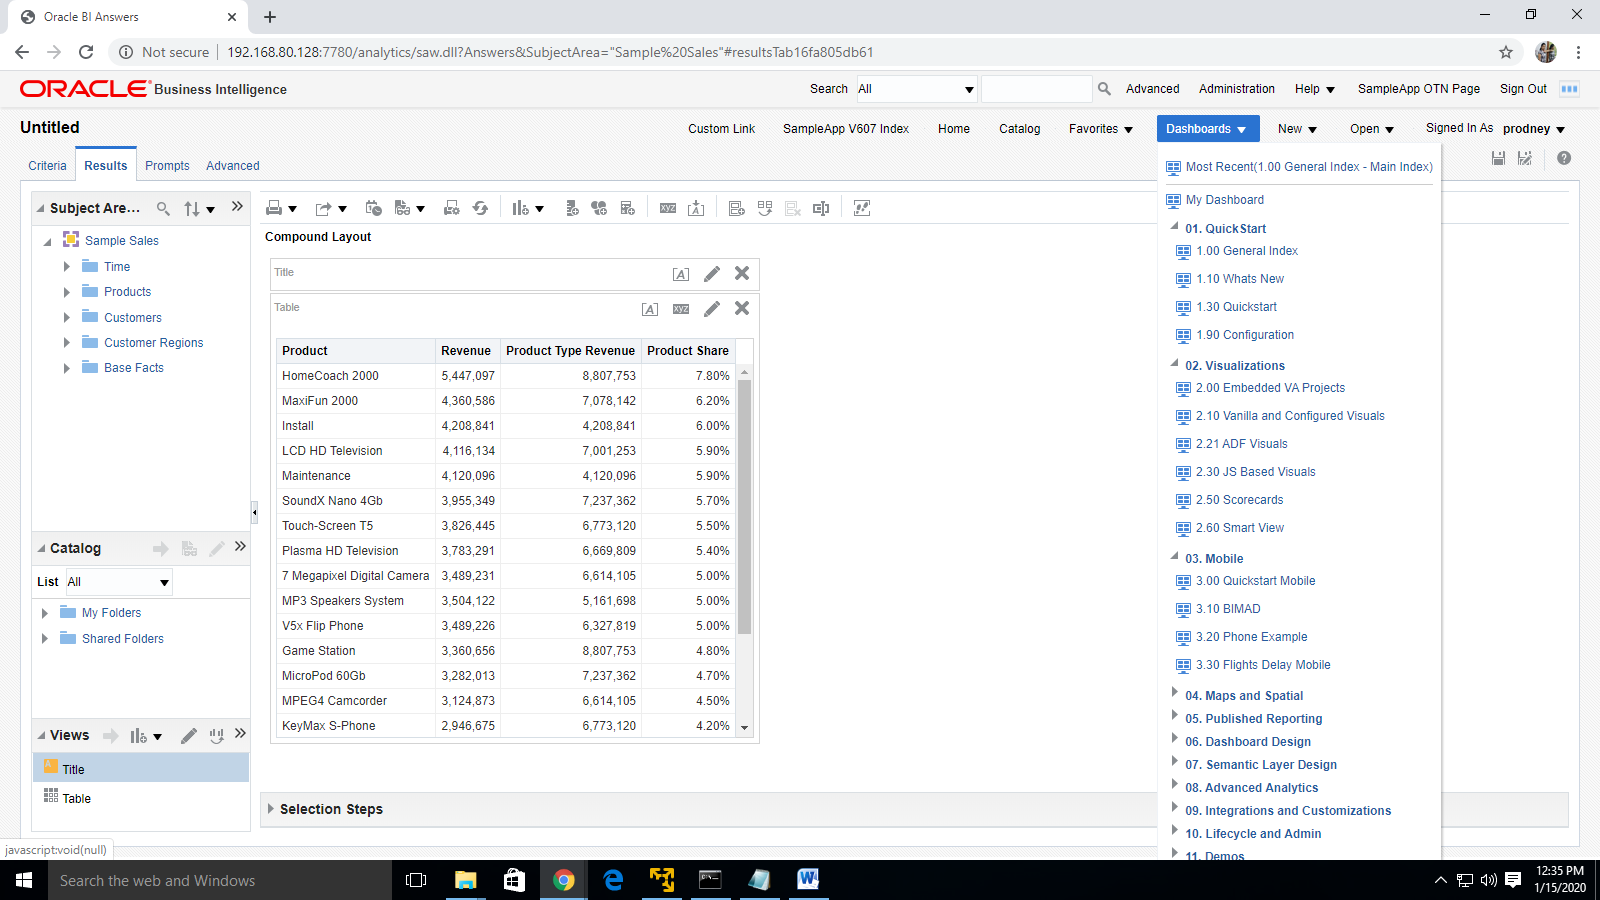 Oracle BI Answers
Not secure | 192.168.80.128:7780/analytics/saw.dll?Answers&SubjectArea="Sample%20Sales"#resultsTab16fa805db61
ORACLE Business Intelligence
Search All Advanced Administration Help SampleApp OTN Page Sign Out
Untitled
Custom Link SampleApp V607 Index Home Catalog Favorites Dashboards New Open Signed In As prodney
Criteria Results Prompts Advanced
Subject Are...
Sample Sales
Time
Products
Customers
Customer Regions
Base Facts
Catalog
List All
My Folders
Shared Folders
Views
Title
Table
Compound Layout
Title
Table
Product Revenue Product Type Revenue Product Share
HomeCoach 2000 5,447,097 8,807,753 7.80%
MaxiFun 2000 4,360,586 7,078,142 6.20%
Install 4,208,841 4,208,841 6.00%
LCD HD Television 4,116,134 7,001,253 5.90%
Maintenance 4,120,096 4,120,096 5.90%
SoundX Nano 4Gb 3,955,349 7,237,362 5.70%
Touch-Screen T5 3,826,445 6,773,120 5.50%
Plasma HD Television 3,783,291 6,669,809 5.40%
7 Megapixel Digital Camera 3,489,231 6,614,105 5.00%
MP3 Speakers System 3,504,122 5,161,698 5.00%
V5x Flip Phone 3,489,226 6,327,819 5.00%
Game Station 3,360,656 8,807,753 4.80%
MicroPod 60Gb 3,282,013 7,237,362 4.70%
MPEG4 Camcorder 3,124,873 6,614,105 4.50%
KeyMax S-Phone 2,946,675 6,773,120 4.20%
Selection Steps
Most Recent(1.00 General Index - Main Index)
My Dashboard
01. QuickStart
1.00 General Index
1.10 Whats New
1.30 Quickstart
1.90 Configuration
02. Visualizations
2.00 Embedded VA Projects
2.10 Vanilla and Configured Visuals
2.21 ADF Visuals
2.30 JS Based Visuals
2.50 Scorecards
2.60 Smart View
03. Mobile
3.00 Quickstart Mobile
3.10 BIMAD
3.20 Phone Example
3.30 Flights Delay Mobile
04. Maps and Spatial
05. Published Reporting
06. Dashboard Design
07. Semantic Layer Design
08. Advanced Analytics
09. Integrations and Customizations
10. Lifecycle and Admin
11. Demos
javascript:void(null)
Search the web and Windows
12:35 PM
1/15/2020